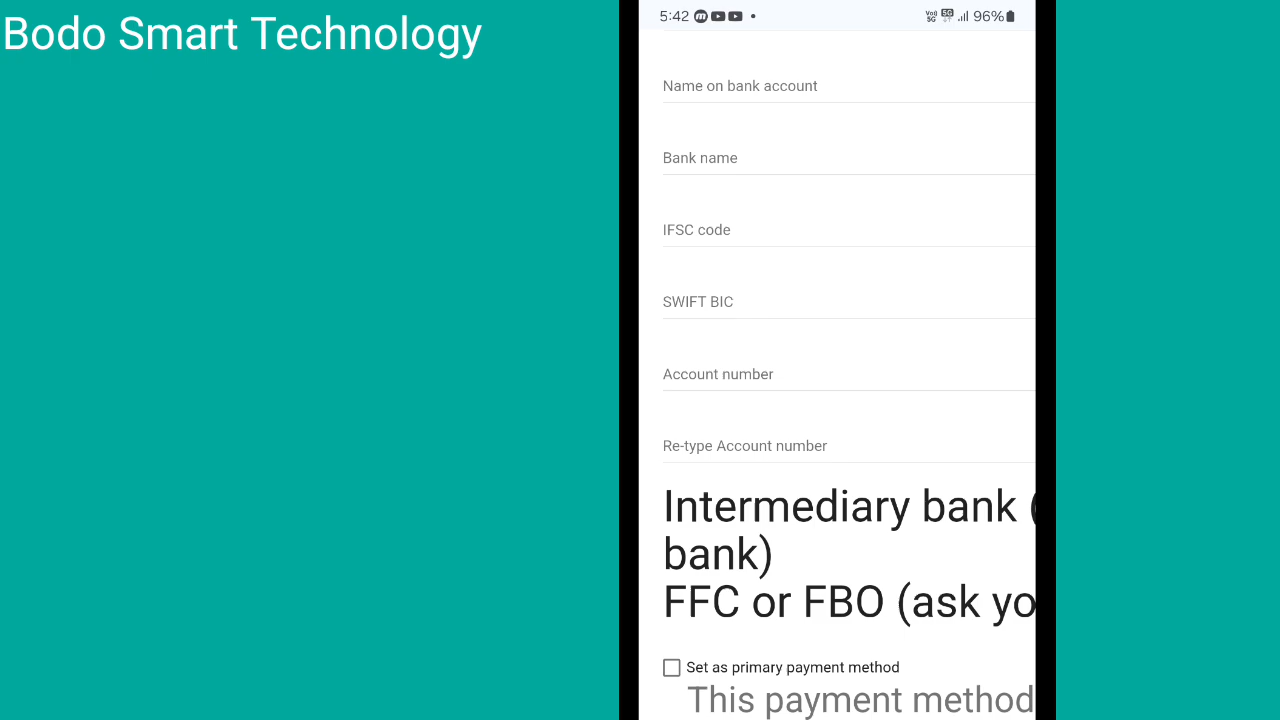 Bodo Smart Technology
5:42
96%
Name on bank account
Bank name
IFSC code
SWIFT BIC
Account number
Re-type Account number
Intermediary bank (
bank)
FFC or FBO (ask yo
Set as primary payment method
This payment method